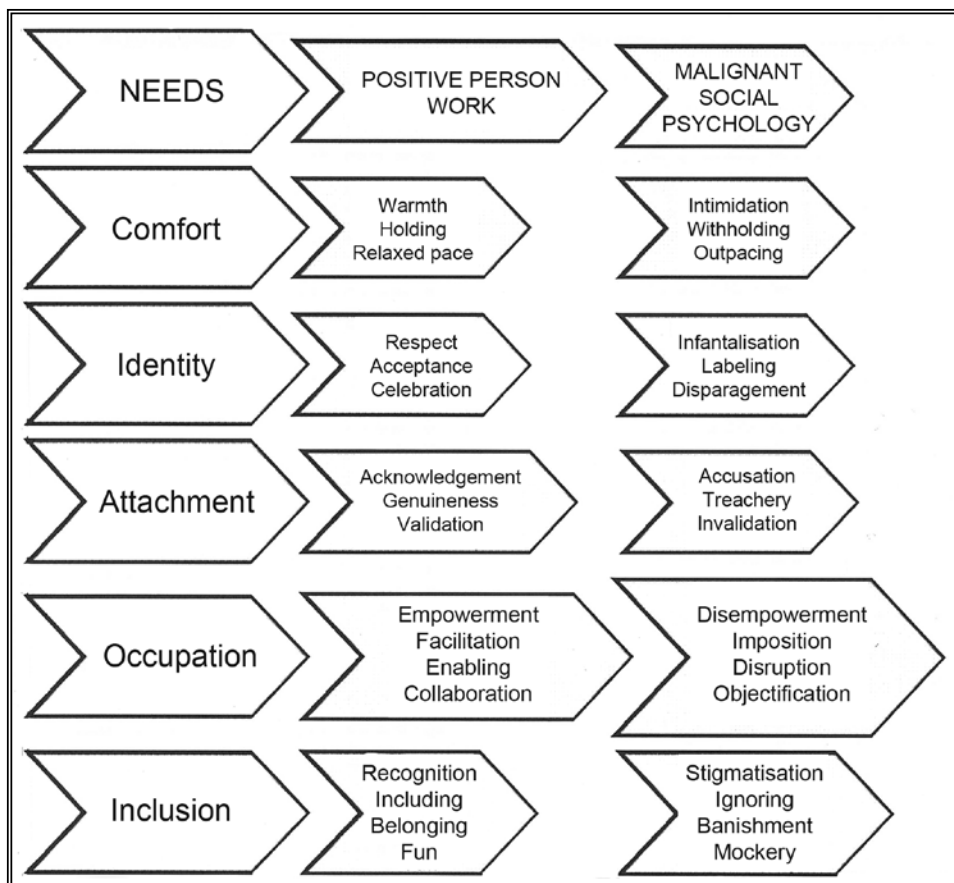 NEEDS
POSITIVE PERSON
WORK
MALIGNANT
SOCIAL
PSYCHOLOGY
Comfort
Warmth
Holding
Relaxed pace
Intimidation
Withholding
Outpacing
Identity
Respect
Acceptance
Celebration
Infantalisation
Labeling
Disparagement
Attachment
Acknowledgement
Genuineness
Validation
Accusation
Treachery
Invalidation
Occupation
Empowerment
Facilitation
Enabling
Collaboration
Disempowerment
Imposition
Disruption
Objectification
Inclusion
Recognition
Including
Belonging
Fun
Stigmatisation
Ignoring
Banishment
Mockery